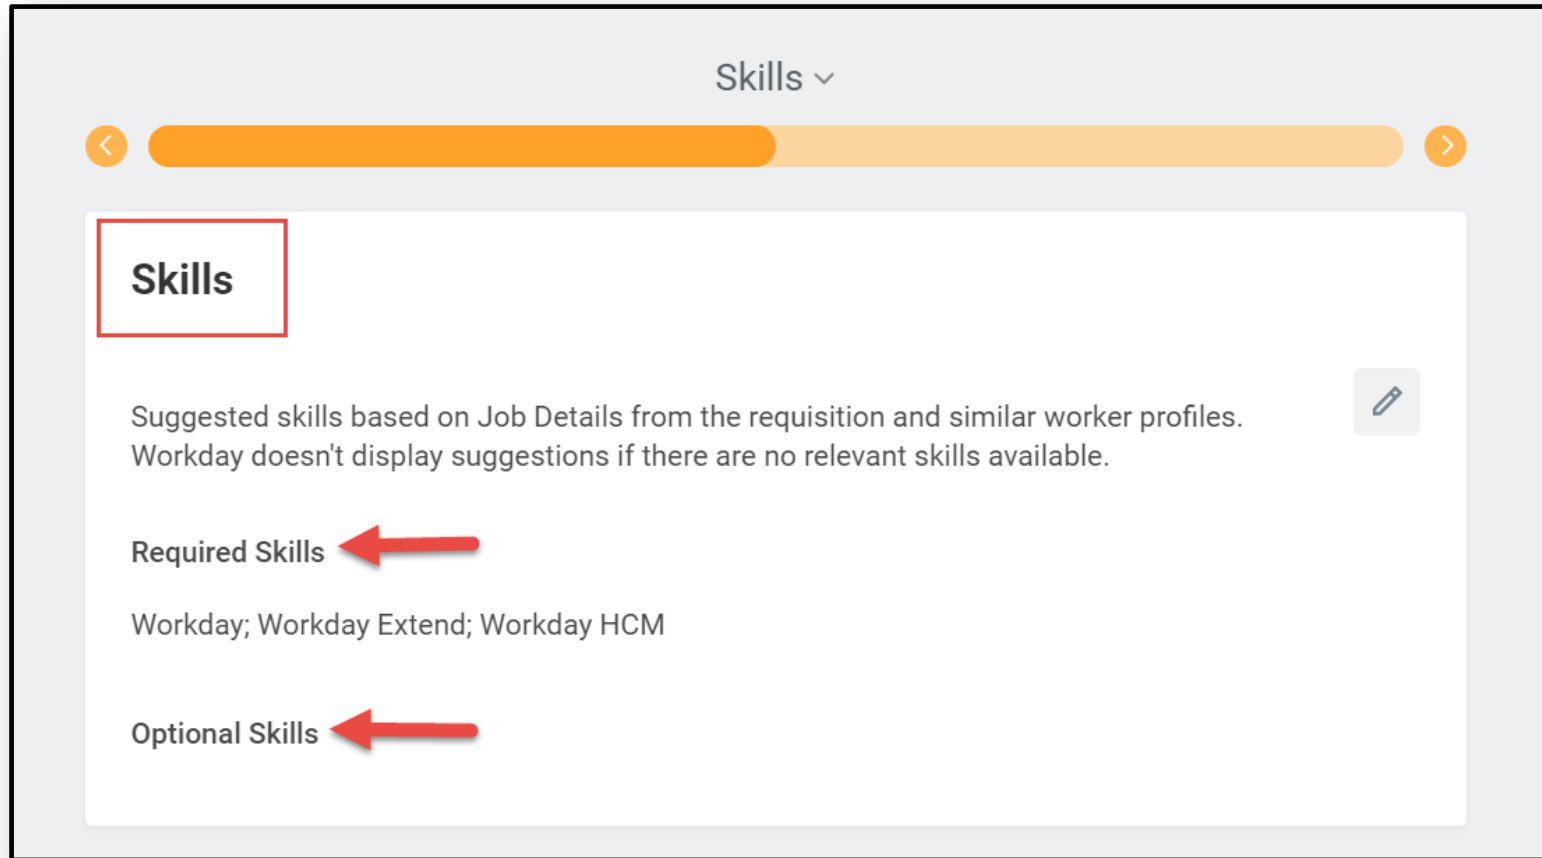 Skills
Skills
Suggested skills based on Job Details from the requisition and similar worker profiles.
Workday doesn't display suggestions if there are no relevant skills available.
Required Skills
Workday; Workday Extend; Workday HCM
Optional Skills